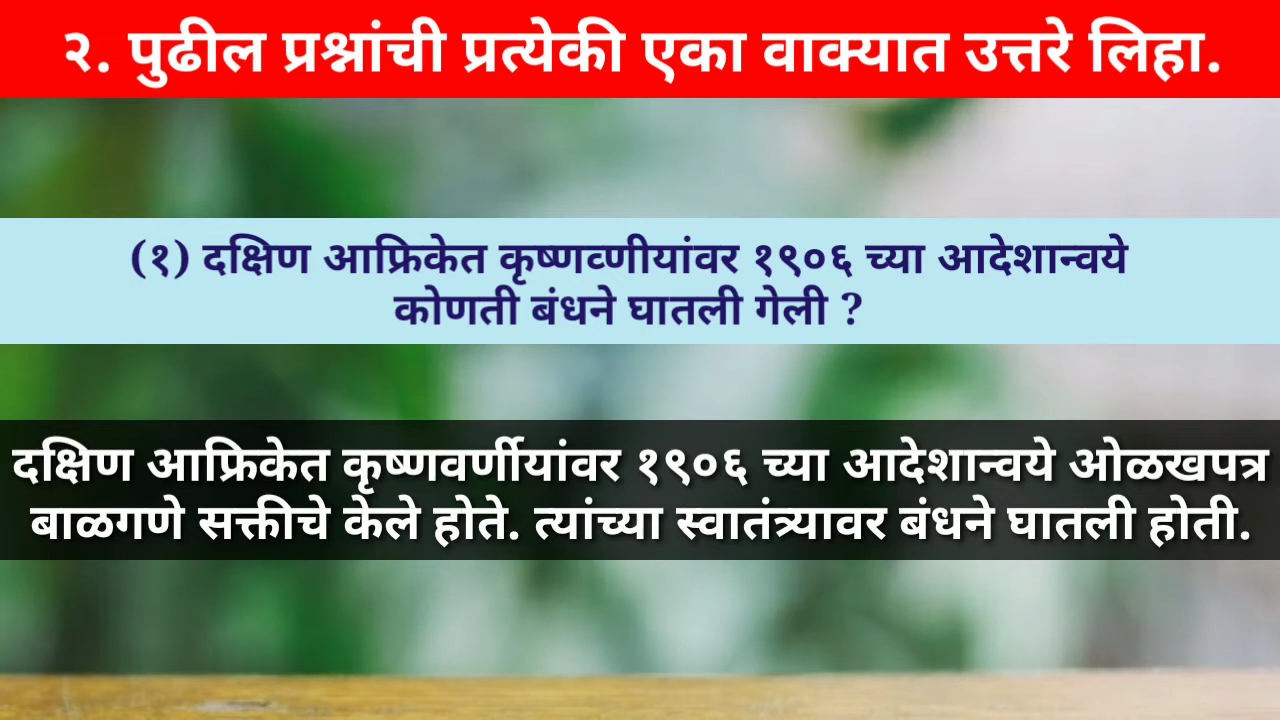 २. पुढील प्रश्नांची प्रत्येकी एका वाक्यात उत्तरे लिहा.
(१) दक्षिण आफ्रिकेत कृष्णव्णीयांवर १९०६ च्या आदेशान्वये
कोणती बंधने घातली गेली ?
दक्षिण आफ्रिकेत कृष्णवर्णीयांवर १९०६ च्या आदेशान्वये ओळखपत्र
बाळगणे सक्तीचे केले होते. त्यांच्या स्वातंत्र्यावर बंधने घातली होती.